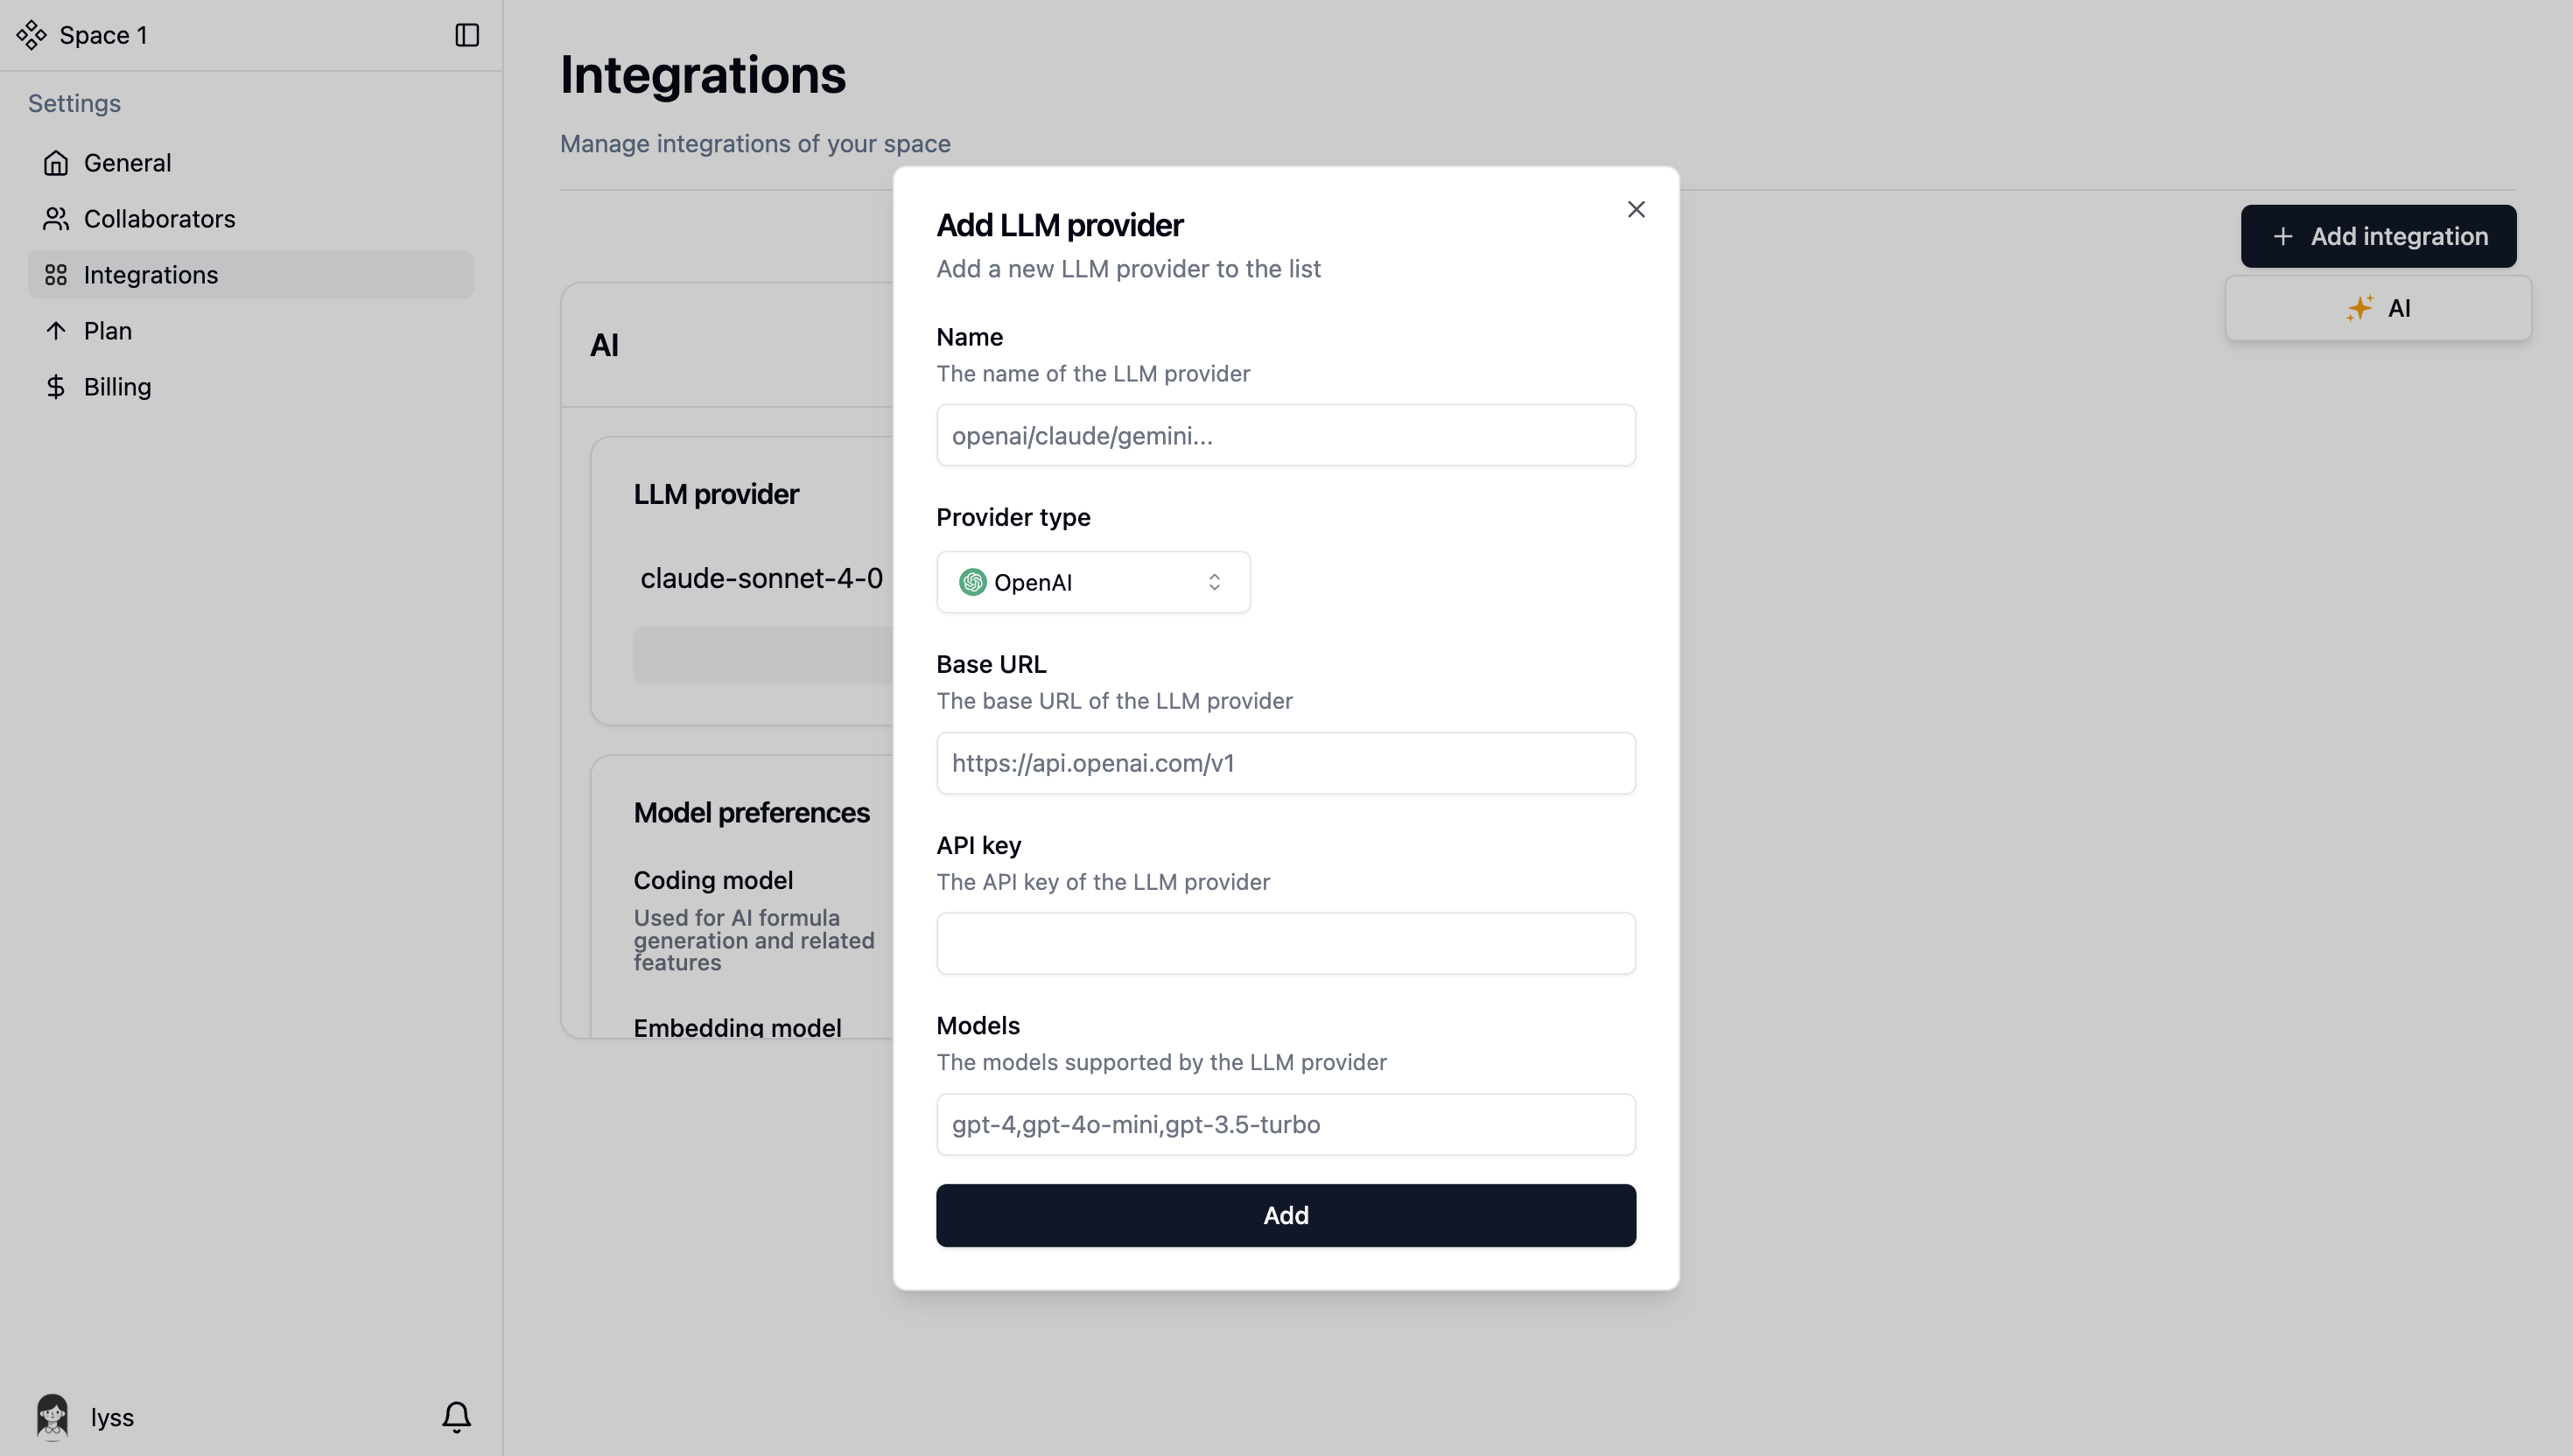 Space 1
Settings
General
Collaborators
Integrations
Plan
Billing
lyss
Integrations
Manage integrations of your space
Add integration
AI
AI
LLM provider
claude-sonnet-4-0
Model preferences
Coding model
Used for AI formula
generation and related
features
Embedding model
Add LLM provider
Add a new LLM provider to the list
Name
The name of the LLM provider
openai/claude/gemini...
Provider type
OpenAI
Base URL
The base URL of the LLM provider
https://api.openai.com/v1
API key
The API key of the LLM provider
Models
The models supported by the LLM provider
gpt-4,gpt-4o-mini,gpt-3.5-turbo
Add